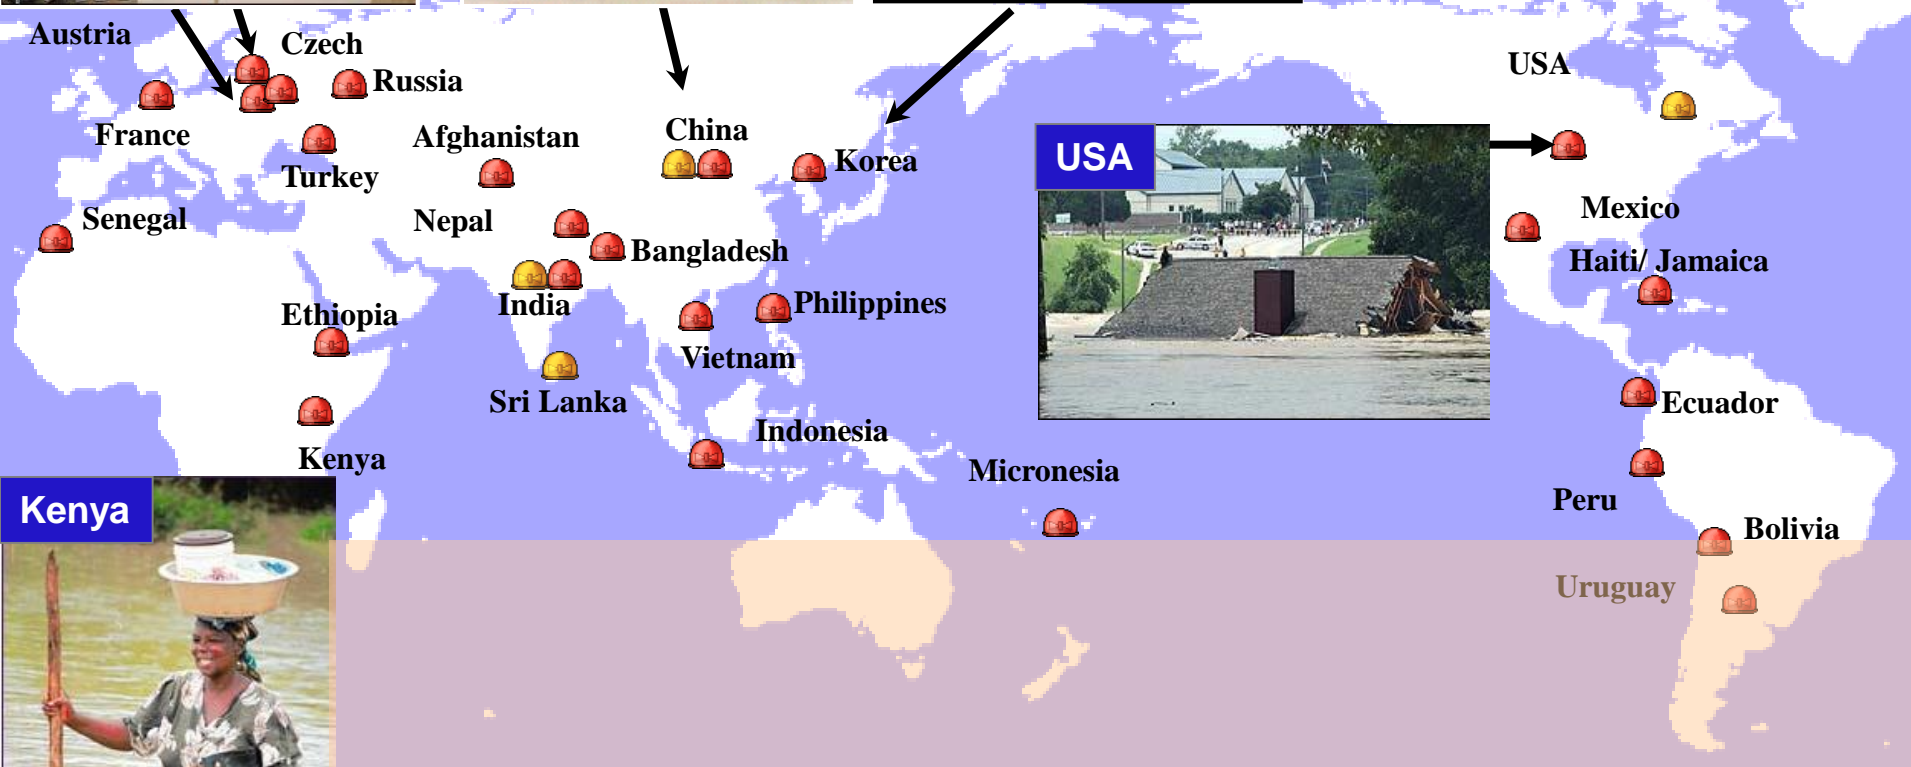 Austria
Czech
USA
Russia
France
Afghanistan
China
Korea
USA
Turkey
Senegal
Nepal
Mexico
Bangladesh
Haiti/ Jamaica
India
Ethiopia
Philippines
Vietnam
Sri Lanka
Ecuador
Indonesia
Kenya
Micronesia
Peru
Kenya
Bolivia
Uruguay